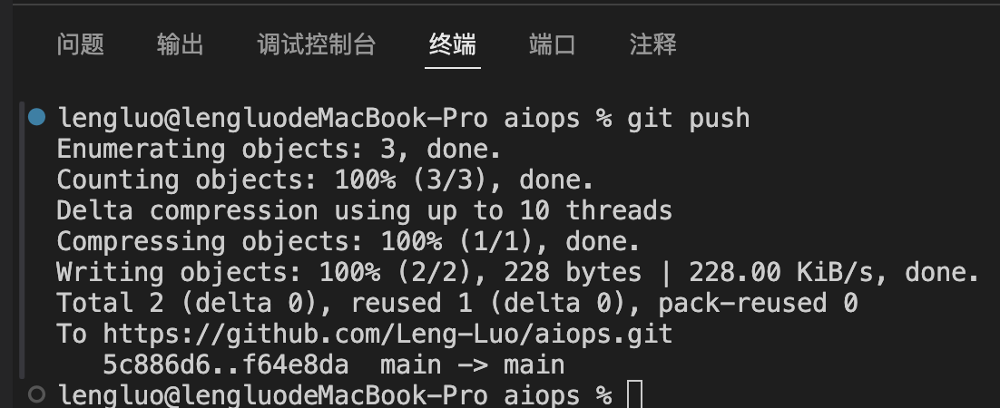 问题 输出 调试控制台 终端 端口 注释
lengluo@lengluodeMacBook-Pro aiops % git push
Enumerating objects: 3, done.
Counting objects: 100% (3/3), done.
Delta compression using up to 10 threads
Compressing objects: 100% (1/1), done.
Writing objects: 100% (2/2), 228 bytes | 228.00 KiB/s, done.
Total 2 (delta 0), reused 1 (delta 0), pack-reused 0
To https://github.com/Leng-Luo/aiops.git
   5c886d6..f64e8da  main -> main
lengluo@lengluodeMacBook-Pro aiops %